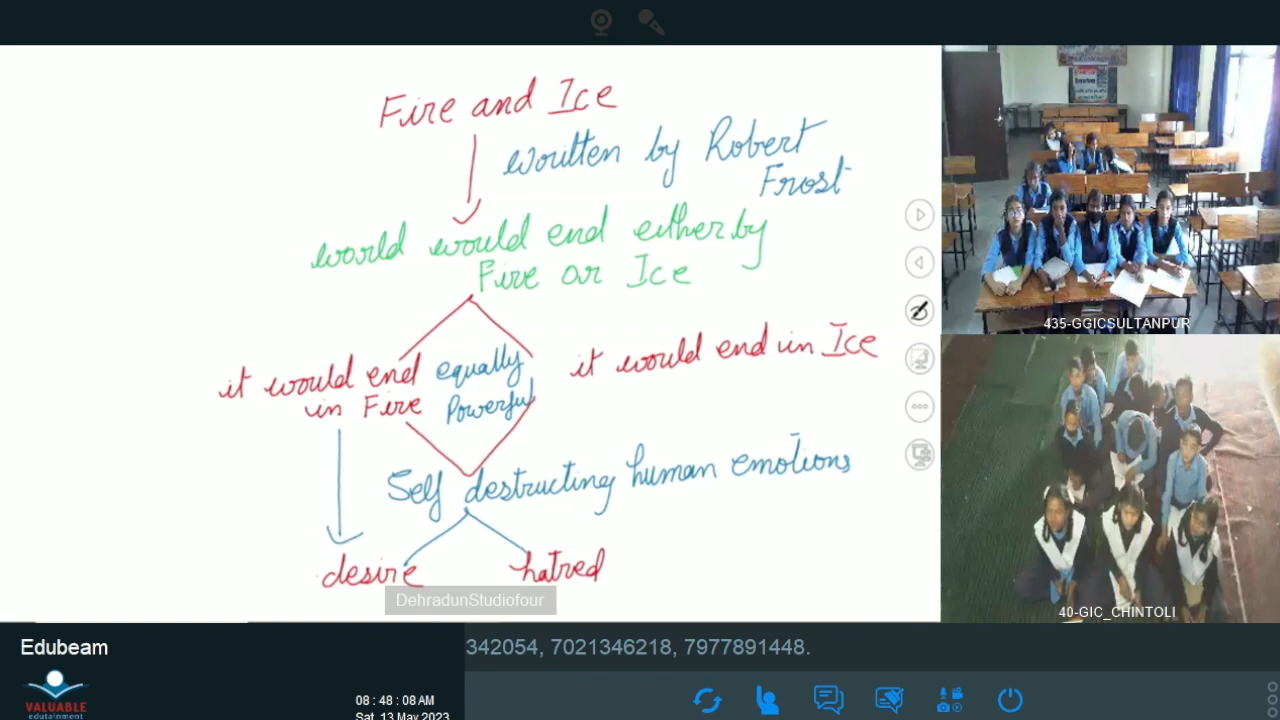 Fire and Ice
written by Robert
Frost
world would end either by
Fire or Ice
it would end
in Fire
equally
Powerful
it would end in Ice
Self destructing human emotions
desire
hatred
DehradunStudiofour
435-GGICSULTANPUR
40-GIC_CHINTOLI
Edubeam
342054, 7021346218, 7977891448.
VALUABLE
edutainment
08 : 48 : 08 AM
Sat, 13 May 2023